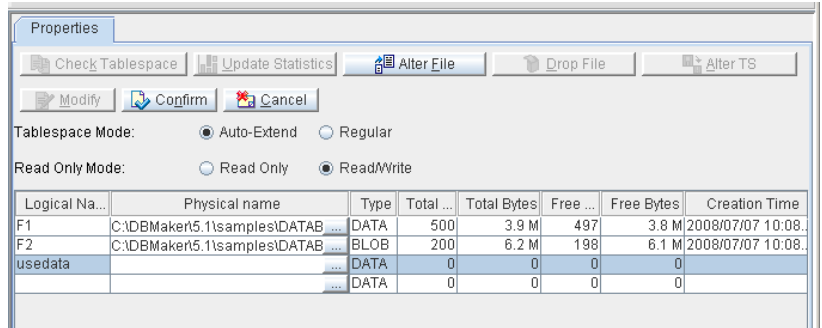 Properties
Check Tablespace Update Statistics Alter File Drop File Alter TS
Modify Confirm Cancel
Tablespace Mode: Auto-Extend Regular
Read Only Mode: Read Only Read/Write
Logical Na... Physical name Type Total ... Total Bytes Free ... Free Bytes Creation Time
F1 C:\DBMaker\5.1\samples\DATAB ... DATA 500 3.9 M 497 3.8 M 2008/07/07 10:08..
F2 C:\DBMaker\5.1\samples\DATAB ... BLOB 200 6.2 M 198 6.1 M 2008/07/07 10:08..
usedata ... DATA 0 0 0 0
... DATA 0 0 0 0